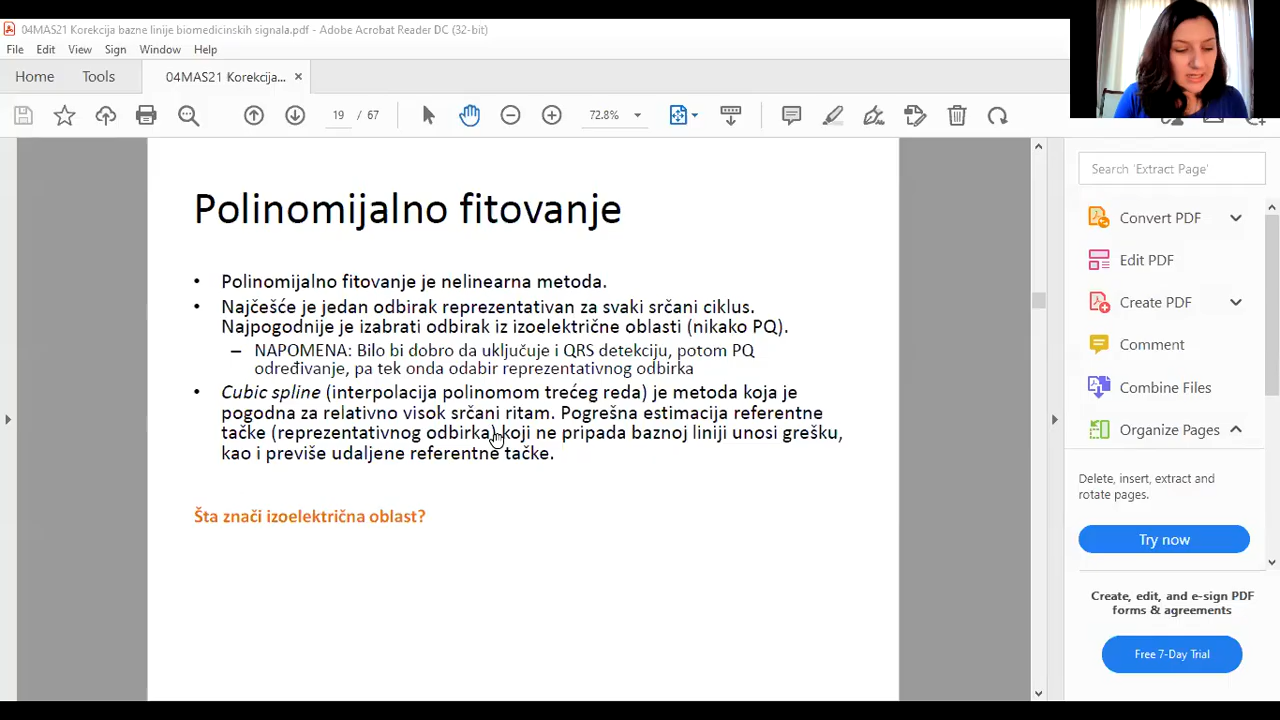 04MAS21 Korekcija bazne linije biomedicinskih signala.pdf - Adobe Acrobat Reader DC (32-bit)
File Edit View Sign Window Help
Home Tools 04MAS21 Korekcija... ×
19 / 67 72.8%
Search 'Extract Page'
Polinomijalno fitovanje
• Polinomijalno fitovanje je nelinearna metoda.
• Najčešće je jedan odbirak reprezentativan za svaki srčani ciklus.
Najpogodnije je izabrati odbirak iz izoelektrične oblasti (nikako PQ).
– NAPOMENA: Bilo bi dobro da uključuje i QRS detekciju, potom PQ
određivanje, pa tek onda odabir reprezentativnog odbirka
• Cubic spline (interpolacija polinomom trećeg reda) je metoda koja je
pogodna za relativno visok srčani ritam. Pogrešna estimacija referentne
tačke (reprezentativnog odbirka) koji ne pripada baznoj liniji unosi grešku,
kao i previše udaljene referentne tačke.
Šta znači izoelektrična oblast?
Convert PDF
Edit PDF
Create PDF
Comment
Combine Files
Organize Pages
Delete, insert, extract and
rotate pages.
Try now
Create, edit, and e-sign PDF
forms & agreements
Free 7-Day Trial